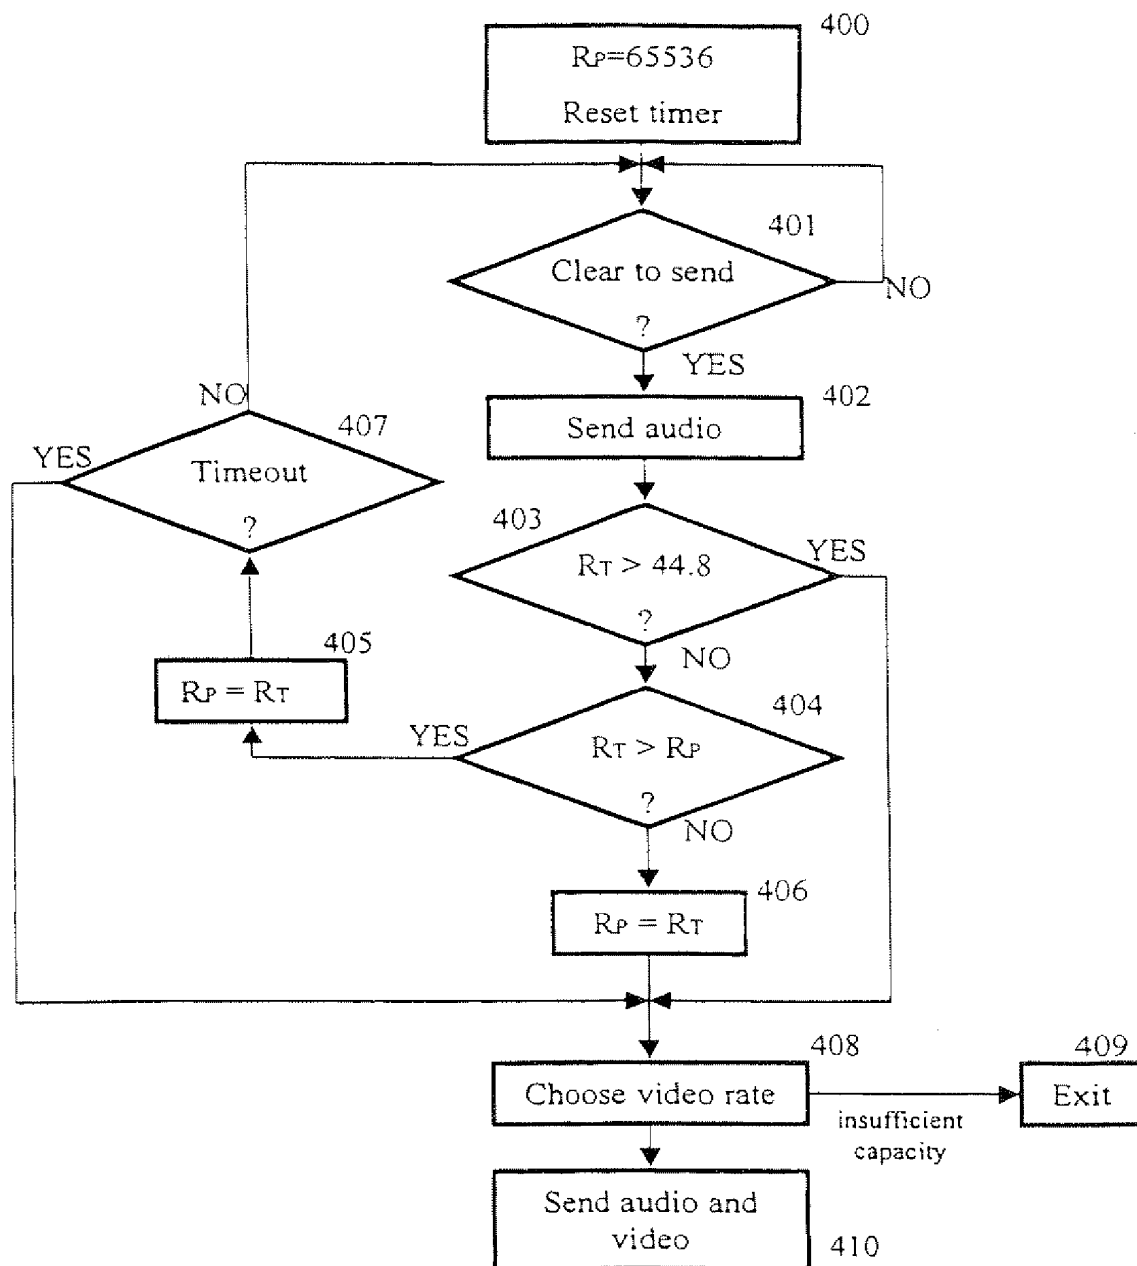 400
RP=65536
Reset timer
401
Clear to send
?
NO
YES
402
Send audio
NO
407
YES
Timeout
?
403
YES
RT > 44.8
?
NO
405
RP = RT
404
YES
RT > RP
?
NO
406
RP = RT
408
409
Choose video rate
Exit
insufficient
capacity
Send audio and
video
410